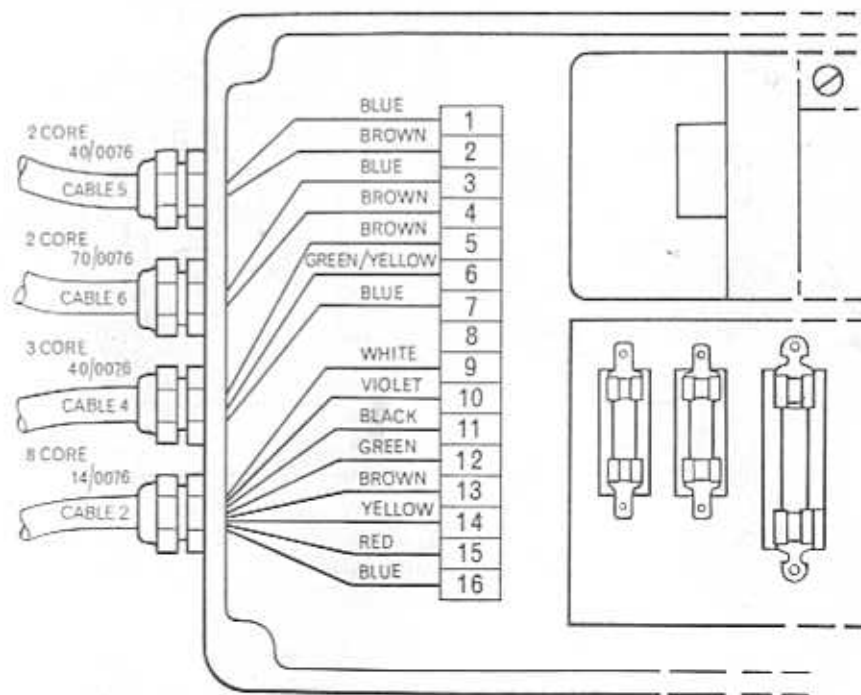 2 CORE
40/0076
CABLE 5
2 CORE
70/0076
CABLE 6
3 CORE
40/0076
CABLE 4
8 CORE
14/0076
CABLE 2
BLUE 1
BROWN 2
BLUE 3
BROWN 4
BROWN 5
GREEN/YELLOW 6
BLUE 7
8
WHITE 9
VIOLET 10
BLACK 11
GREEN 12
BROWN 13
YELLOW 14
RED 15
BLUE 16